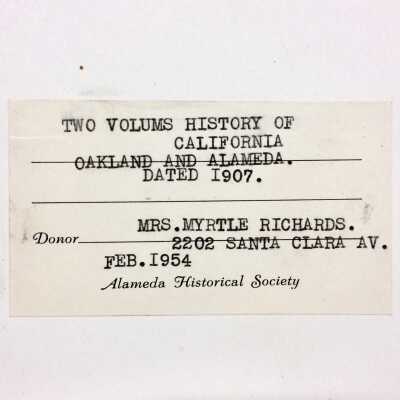 TWO VOLUMS HISTORY OF
CALIFORNIA
OAKLAND AND ALAMEDA.
DATED I907.
MRS.MYRTLE RICHARDS.
Donor 2202 SANTA CLARA AV.
FEB.I954
Alameda Historical Society